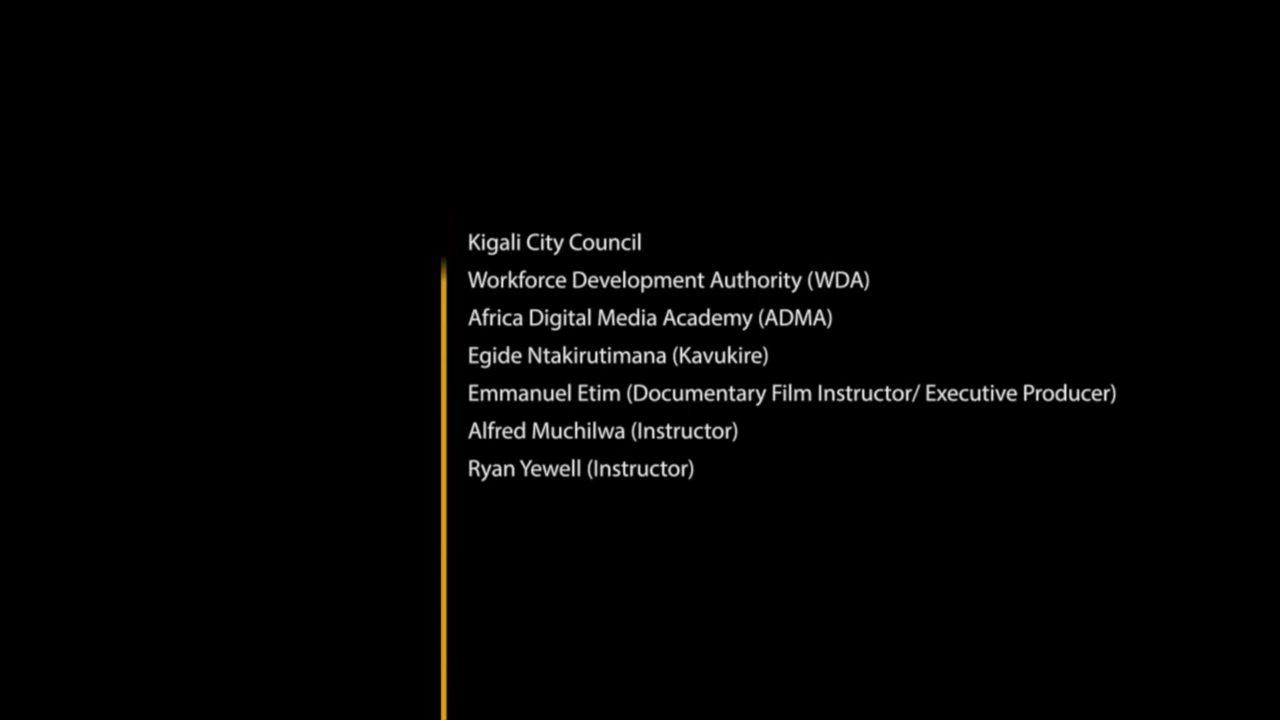 Kigali City Council
Workforce Development Authority (WDA)
Africa Digital Media Academy (ADMA)
Egide Ntakirutimana (Kavukire)
Emmanuel Etim (Documentary Film Instructor/ Executive Producer)
Alfred Muchilwa (Instructor)
Ryan Yewell (Instructor)